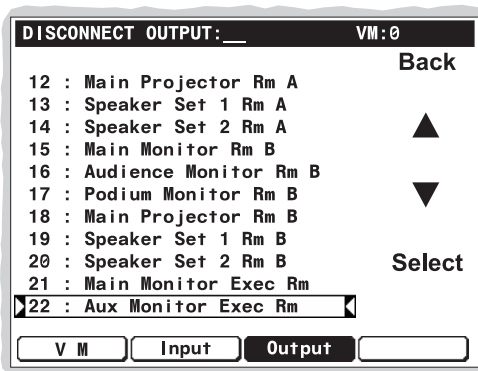 DISCONNECT OUTPUT:__ VM:0
Back
12 : Main Projector Rm A
13 : Speaker Set 1 Rm A
14 : Speaker Set 2 Rm A
15 : Main Monitor Rm B
16 : Audience Monitor Rm B
17 : Podium Monitor Rm B
18 : Main Projector Rm B
19 : Speaker Set 1 Rm B
20 : Speaker Set 2 Rm B
Select
21 : Main Monitor Exec Rm
22 : Aux Monitor Exec Rm
V M Input Output